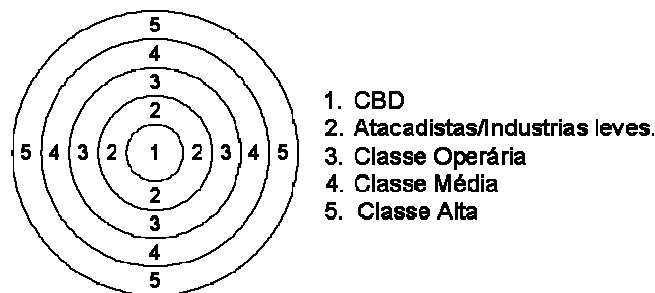 5
4
3
2
5 4 3 2 1 2 3 4 5
2
3
4
5
1. CBD
2. Atacadistas/Industrias leves.
3. Classe Operária
4. Classe Média
5. Classe Alta